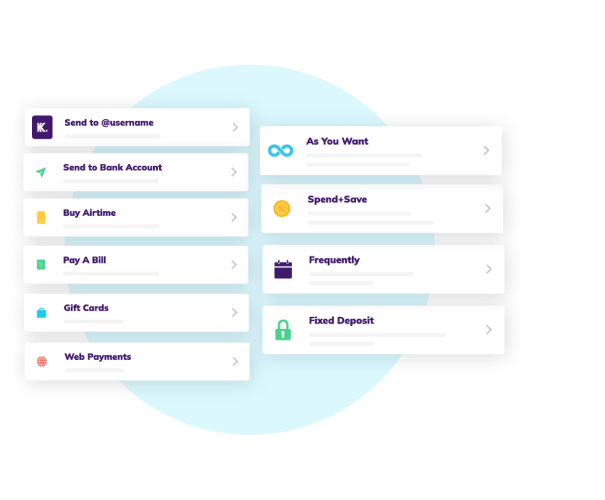 K.
Send to @username
Send to Bank Account
Buy Airtime
Pay A Bill
Gift Cards
Web Payments
As You Want
Spend+Save
Frequently
Fixed Deposit